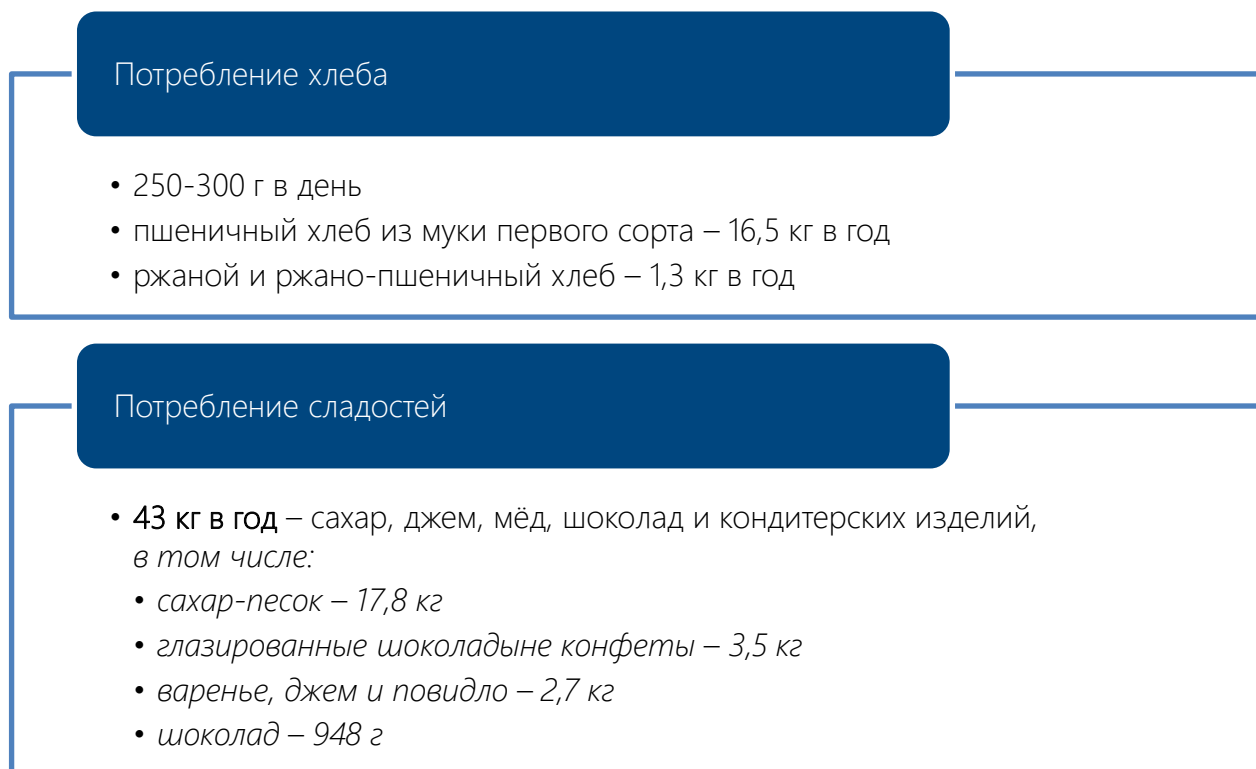 Потребление хлеба
• 250-300 г в день
• пшеничный хлеб из муки первого сорта – 16,5 кг в год
• ржаной и ржано-пшеничный хлеб – 1,3 кг в год
Потребление сладостей
• 43 кг в год – сахар, джем, мёд, шоколад и кондитерских изделий,
в том числе:
• сахар-песок – 17,8 кг
• глазированные шоколадыне конфеты – 3,5 кг
• варенье, джем и повидло – 2,7 кг
• шоколад – 948 г